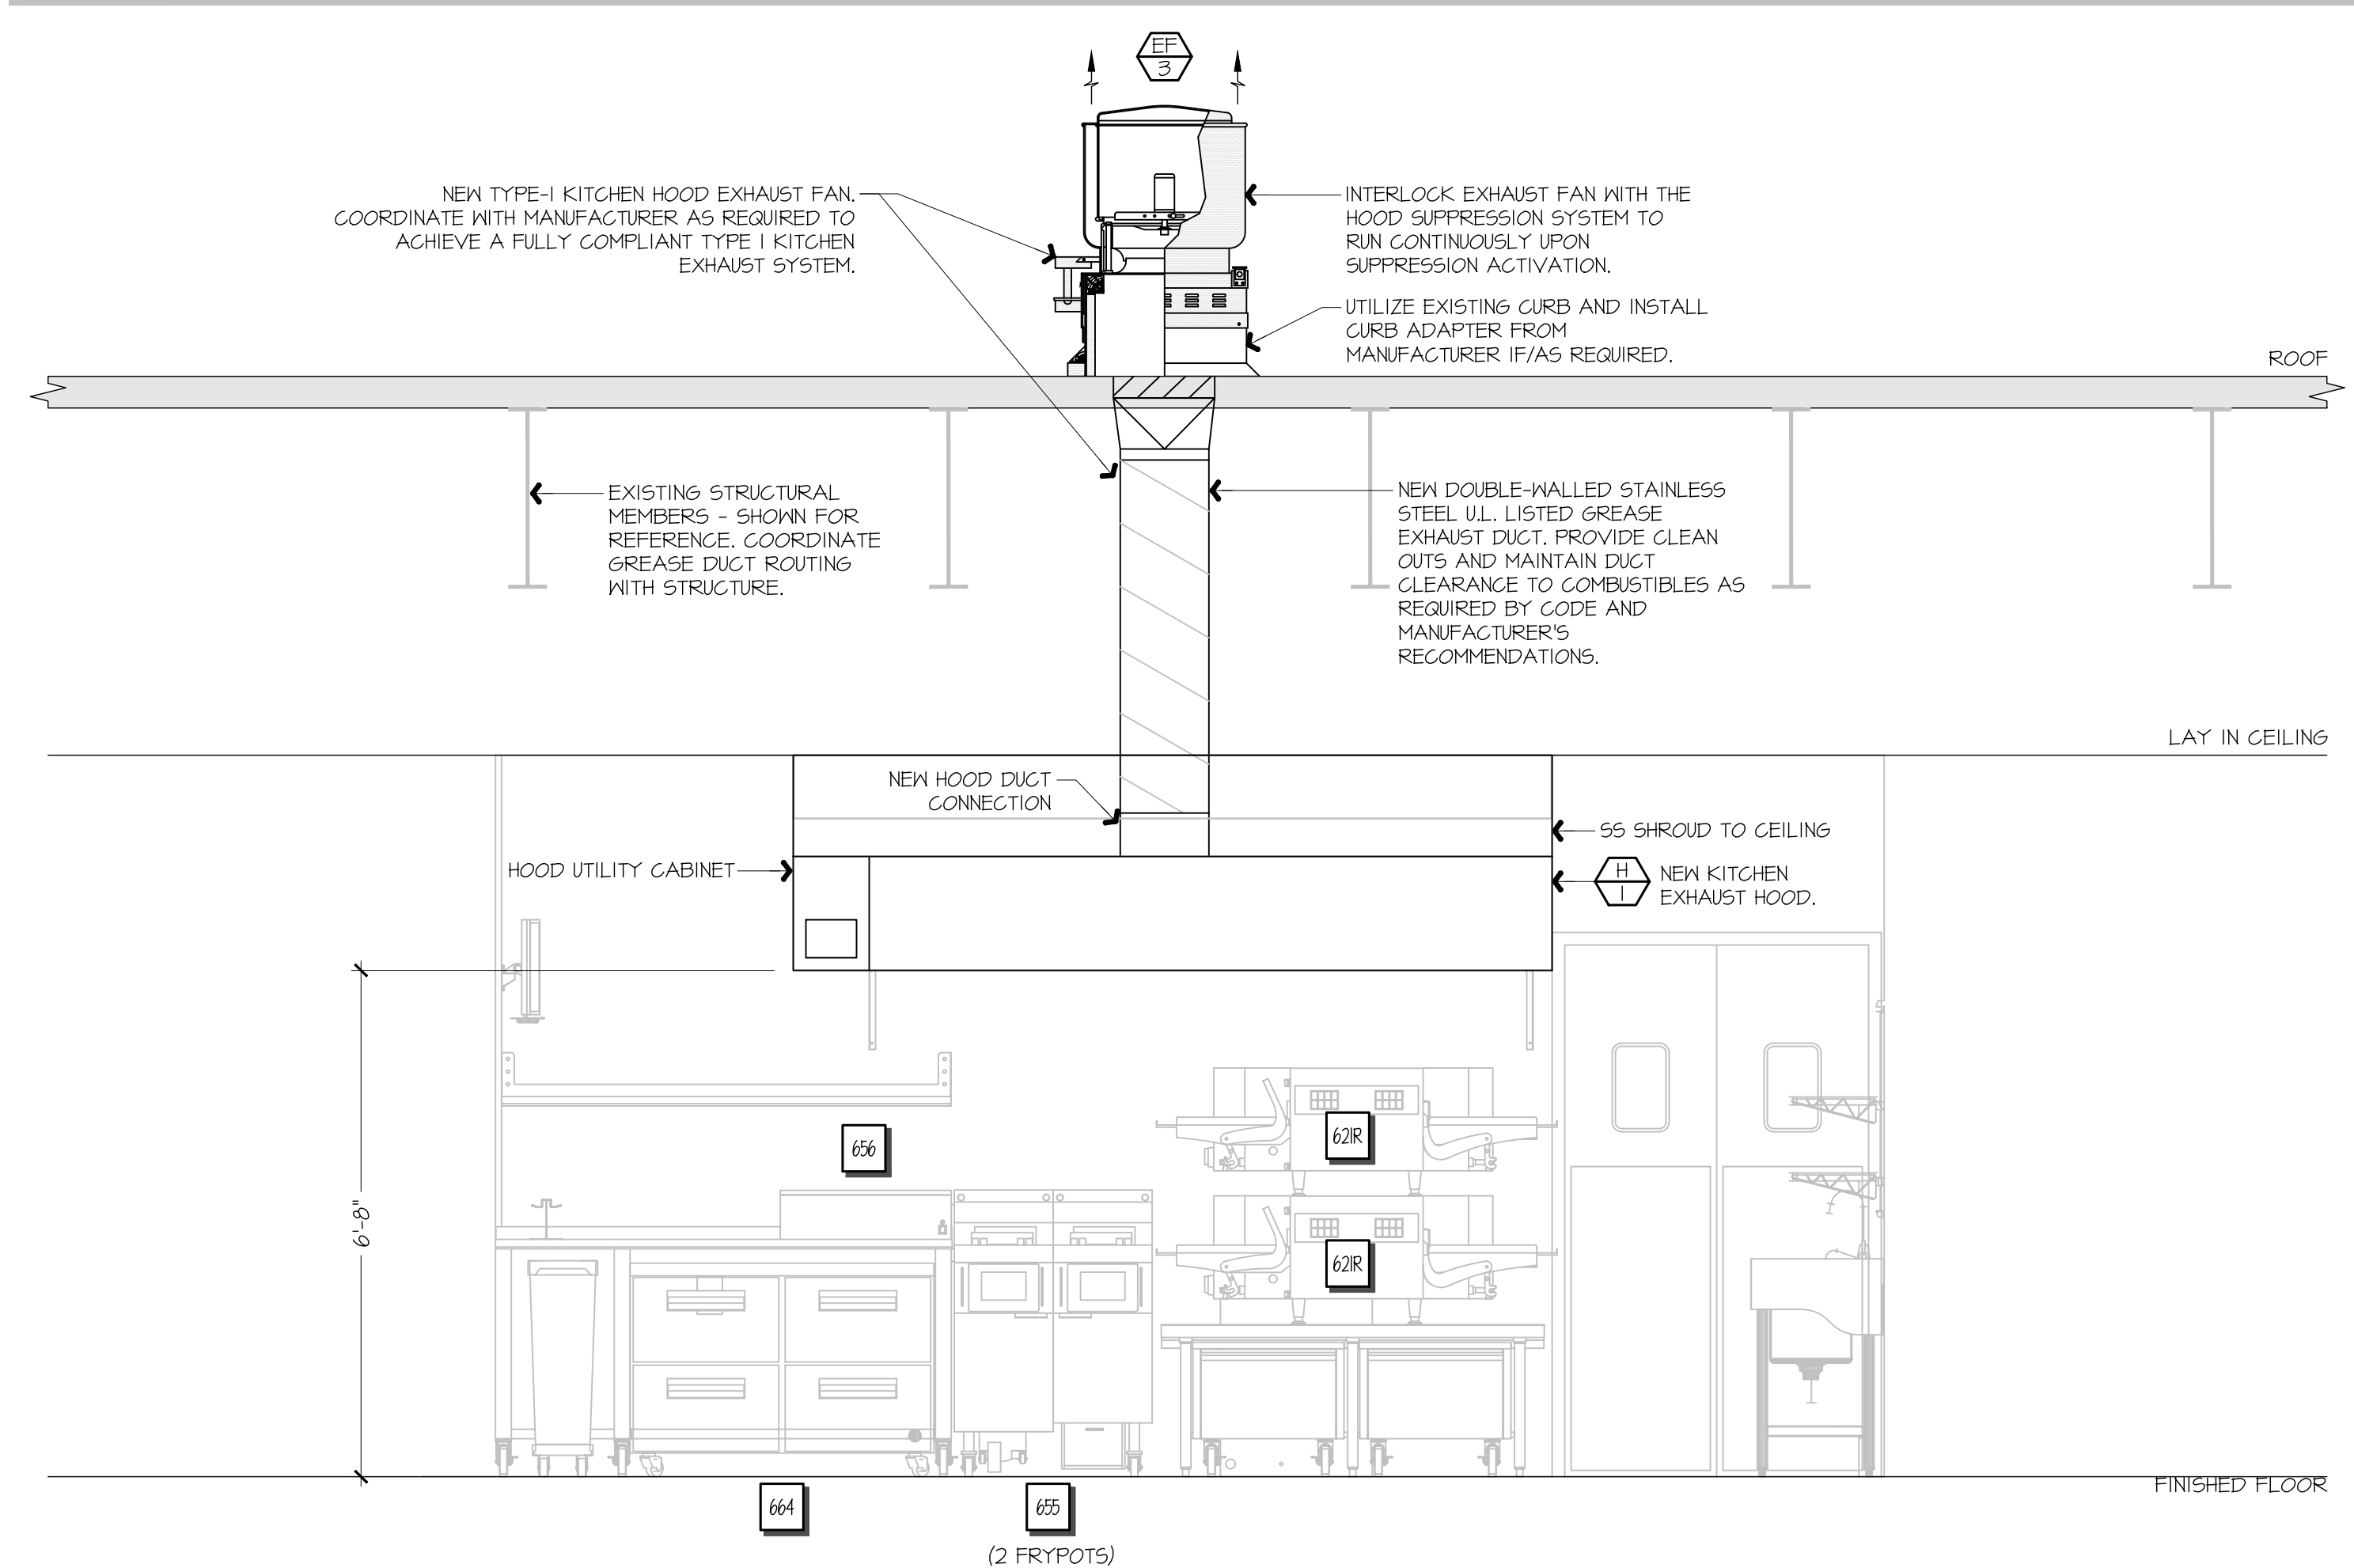 EF
3
NEW TYPE-I KITCHEN HOOD EXHAUST FAN.
COORDINATE WITH MANUFACTURER AS REQUIRED TO
ACHIEVE A FULLY COMPLIANT TYPE I KITCHEN
EXHAUST SYSTEM.
INTERLOCK EXHAUST FAN WITH THE
HOOD SUPPRESSION SYSTEM TO
RUN CONTINUOUSLY UPON
SUPPRESSION ACTIVATION.
UTILIZE EXISTING CURB AND INSTALL
CURB ADAPTER FROM
MANUFACTURER IF/AS REQUIRED.
ROOF
EXISTING STRUCTURAL
MEMBERS - SHOWN FOR
REFERENCE. COORDINATE
GREASE DUCT ROUTING
WITH STRUCTURE.
NEW DOUBLE-WALLED STAINLESS
STEEL U.L. LISTED GREASE
EXHAUST DUCT. PROVIDE CLEAN
OUTS AND MAINTAIN DUCT
CLEARANCE TO COMBUSTIBLES AS
REQUIRED BY CODE AND
MANUFACTURER'S
RECOMMENDATIONS.
LAY IN CEILING
NEW HOOD DUCT
CONNECTION
SS SHROUD TO CEILING
HOOD UTILITY CABINET
H
1
NEW KITCHEN
EXHAUST HOOD.
6'-8"
656
621R
621R
FINISHED FLOOR
664
655
(2 FRYPOTS)